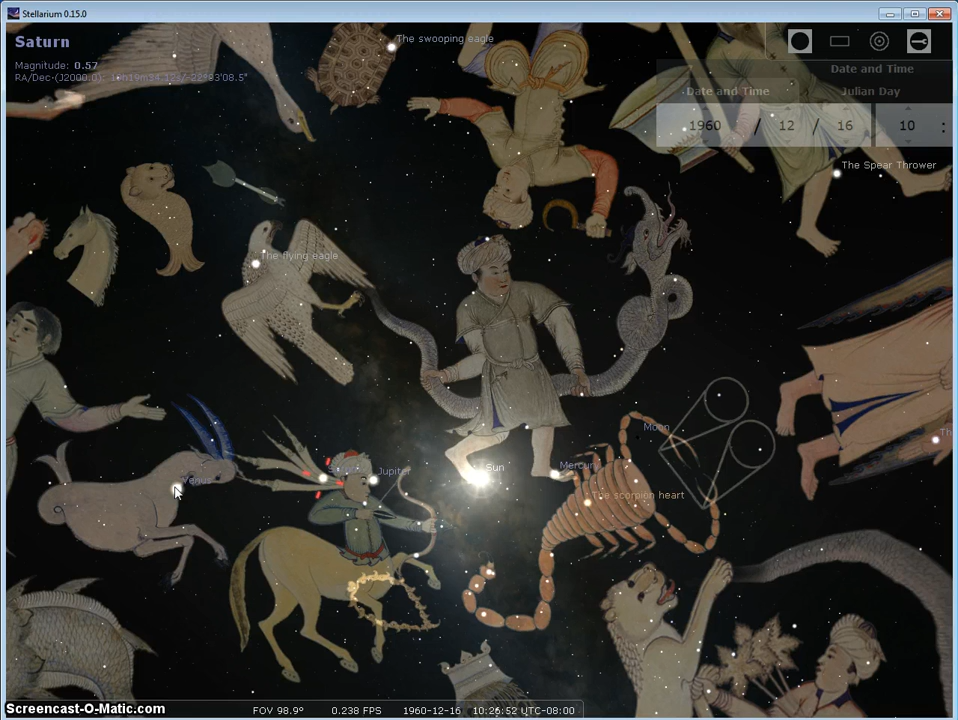 Stellarium 0.15.0
Saturn
Magnitude: 0.57
The swooping eagle
Date and Time
Date and Time
Julian Day
1960 / 12 / 16 10 :
The Spear Thrower
The flying eagle
Moon
Th
Sun
Mercury
Jupiter
Venus
The scorpion heart
FOV 98.9° 0.238 FPS 1960-12-16 10:26:52 UTC-08:00
Screencast-O-Matic.com